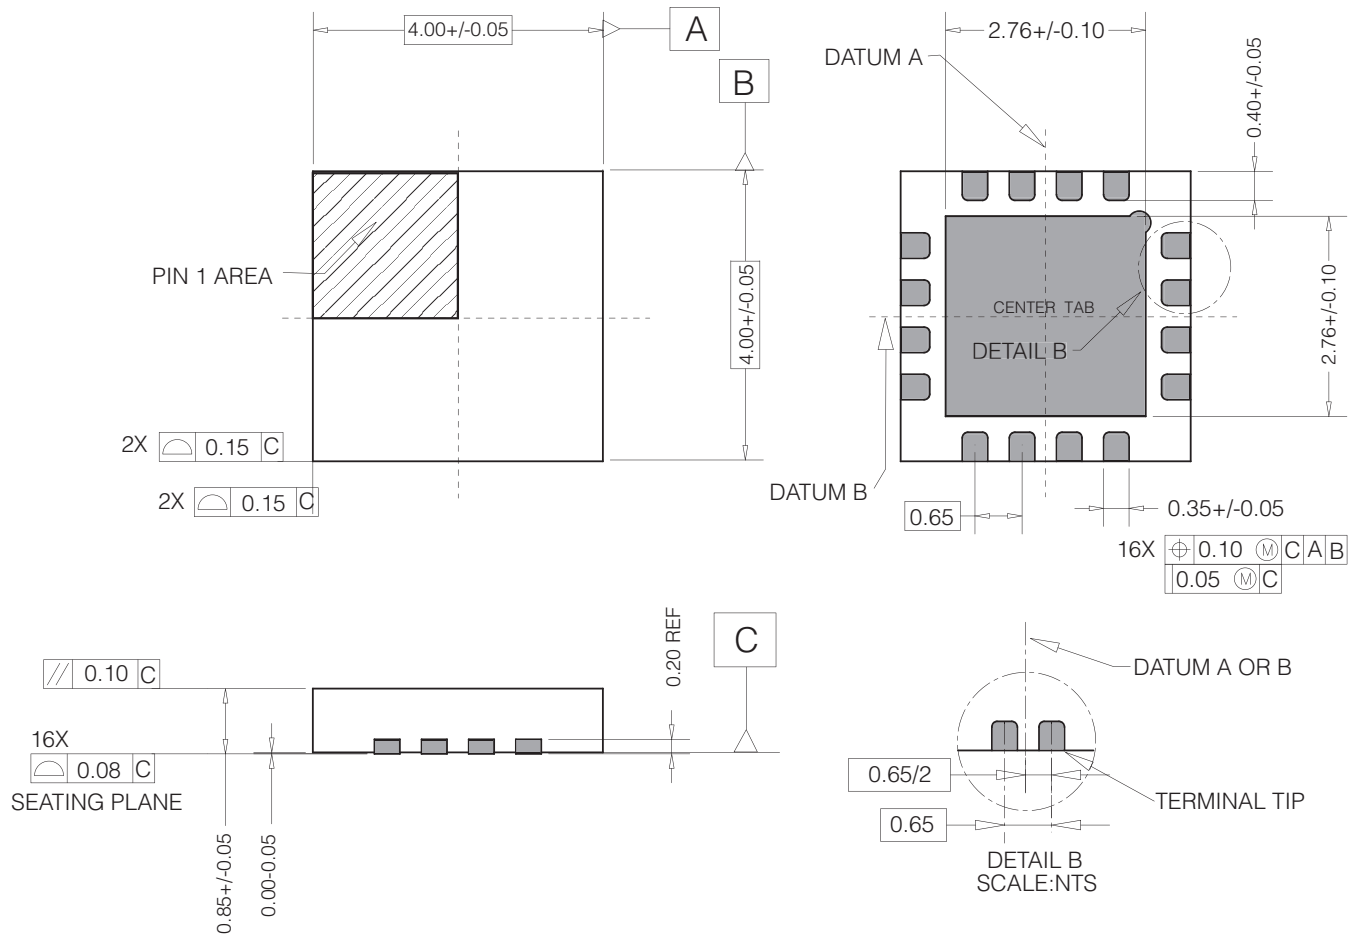 4.00+/-0.05
A
B
PIN 1 AREA
4.00+/-0.05
2X 0.15 C
2X 0.15 C
2.76+/-0.10
DATUM A
0.40+/-0.05
CENTER TAB
DETAIL B
2.76+/-0.10
DATUM B
0.65
0.35+/-0.05
16X ⌖ 0.10 Ⓜ C A B
0.05 Ⓜ C
// 0.10 C
16X
0.08 C
SEATING PLANE
0.85+/-0.05
0.00-0.05
0.20 REF
C
DATUM A OR B
0.65/2
TERMINAL TIP
0.65
DETAIL B
SCALE:NTS